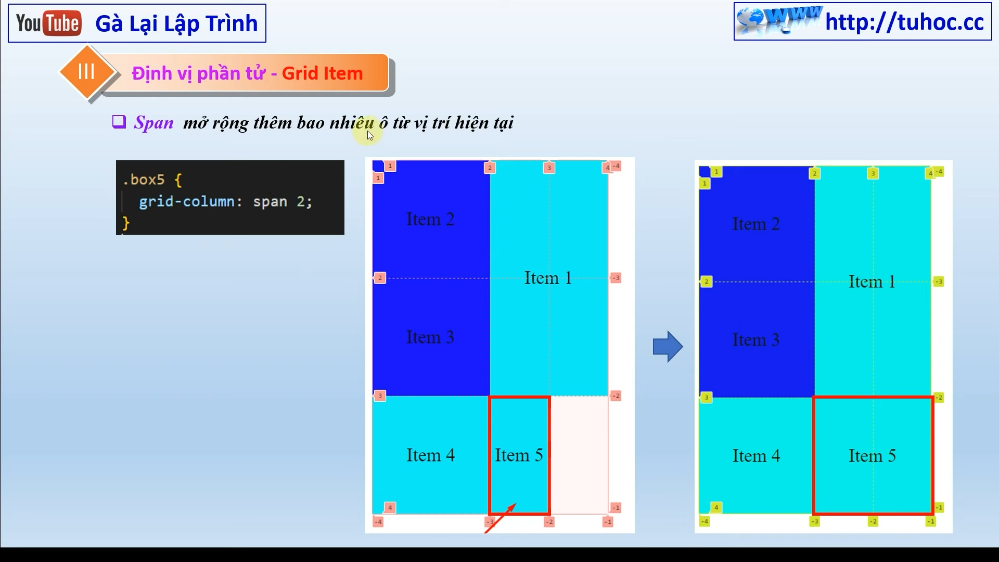 YouTube Gà Lại Lập Trình
www http://tuhoc.cc
III Định vị phần tử - Grid Item
Span mở rộng thêm bao nhiêu ô từ vị trí hiện tại
.box5 {
grid-column: span 2;
}
1 2 3 4 -4
1
Item 2
2 -3
Item 1
Item 3
3 -2
Item 4 Item 5
4 -1
-4 -3 -2 -1
1 2 3 4 -4
1
Item 2
2 -3
Item 1
Item 3
3 -2
Item 4 Item 5
4 -1
-4 -3 -2 -1